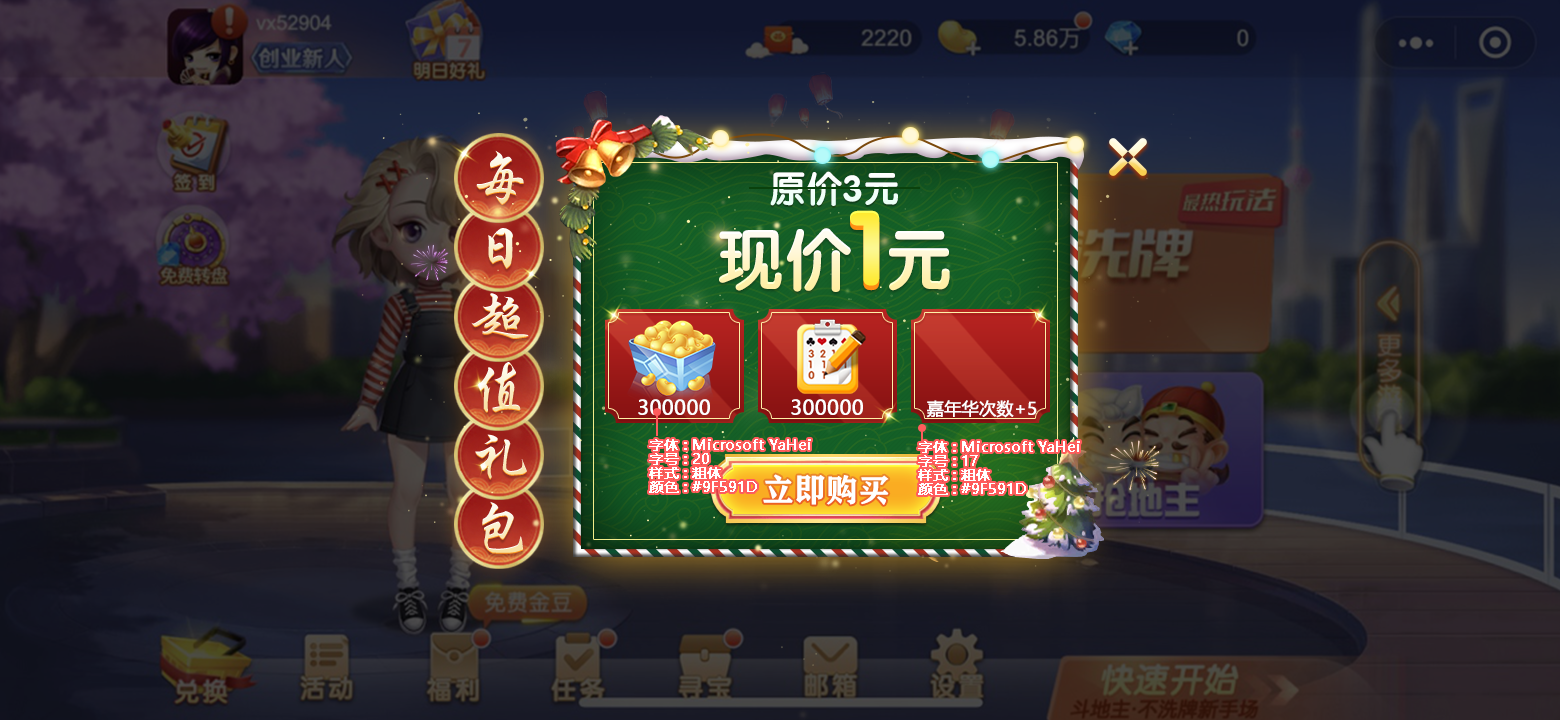 vx52904
创业新人
7
明日好礼
2220
5.86万
0
签到
免费转盘
每日超值礼包
原价3元
现价1元
300000
300000
嘉年华次数+5
字体：Microsoft YaHei
字号：20
样式：粗体
颜色：#9F591D
字体：Microsoft YaHei
字号：17
样式：粗体
颜色：#9F591D
立即购买
最热玩法
洗牌
抢地主
更多
免费金豆
兑换
活动
福利
任务
寻宝
邮箱
设置
快速开始
斗地主·不洗牌新手场